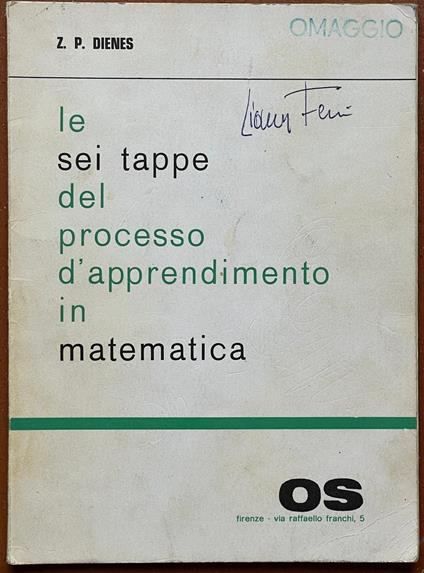 OMAGGIO
Z. P. DIENES
le
sei tappe
del
processo
d'apprendimento
in
matematica
os
firenze - via raffaello franchi, 5